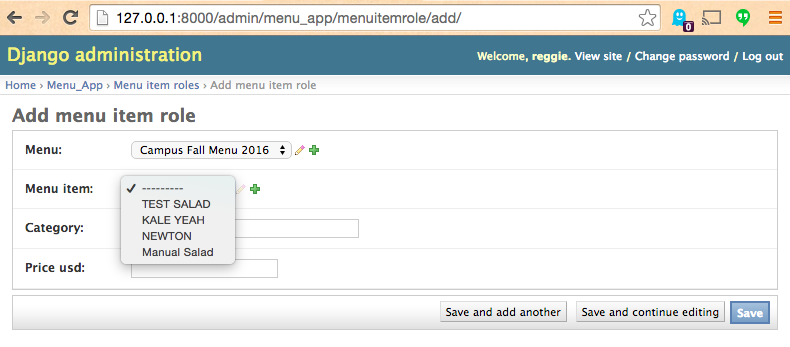 127.0.0.1:8000/admin/menu_app/menuitemrole/add/
0
Django administration
Welcome, reggie. View site / Change password / Log out
Home › Menu_App › Menu item roles › Add menu item role
Add menu item role
Menu: Campus Fall Menu 2016
Menu item: ---------
TEST SALAD
KALE YEAH
NEWTON
Manual Salad
Category:
Price usd:
Save and add another Save and continue editing Save